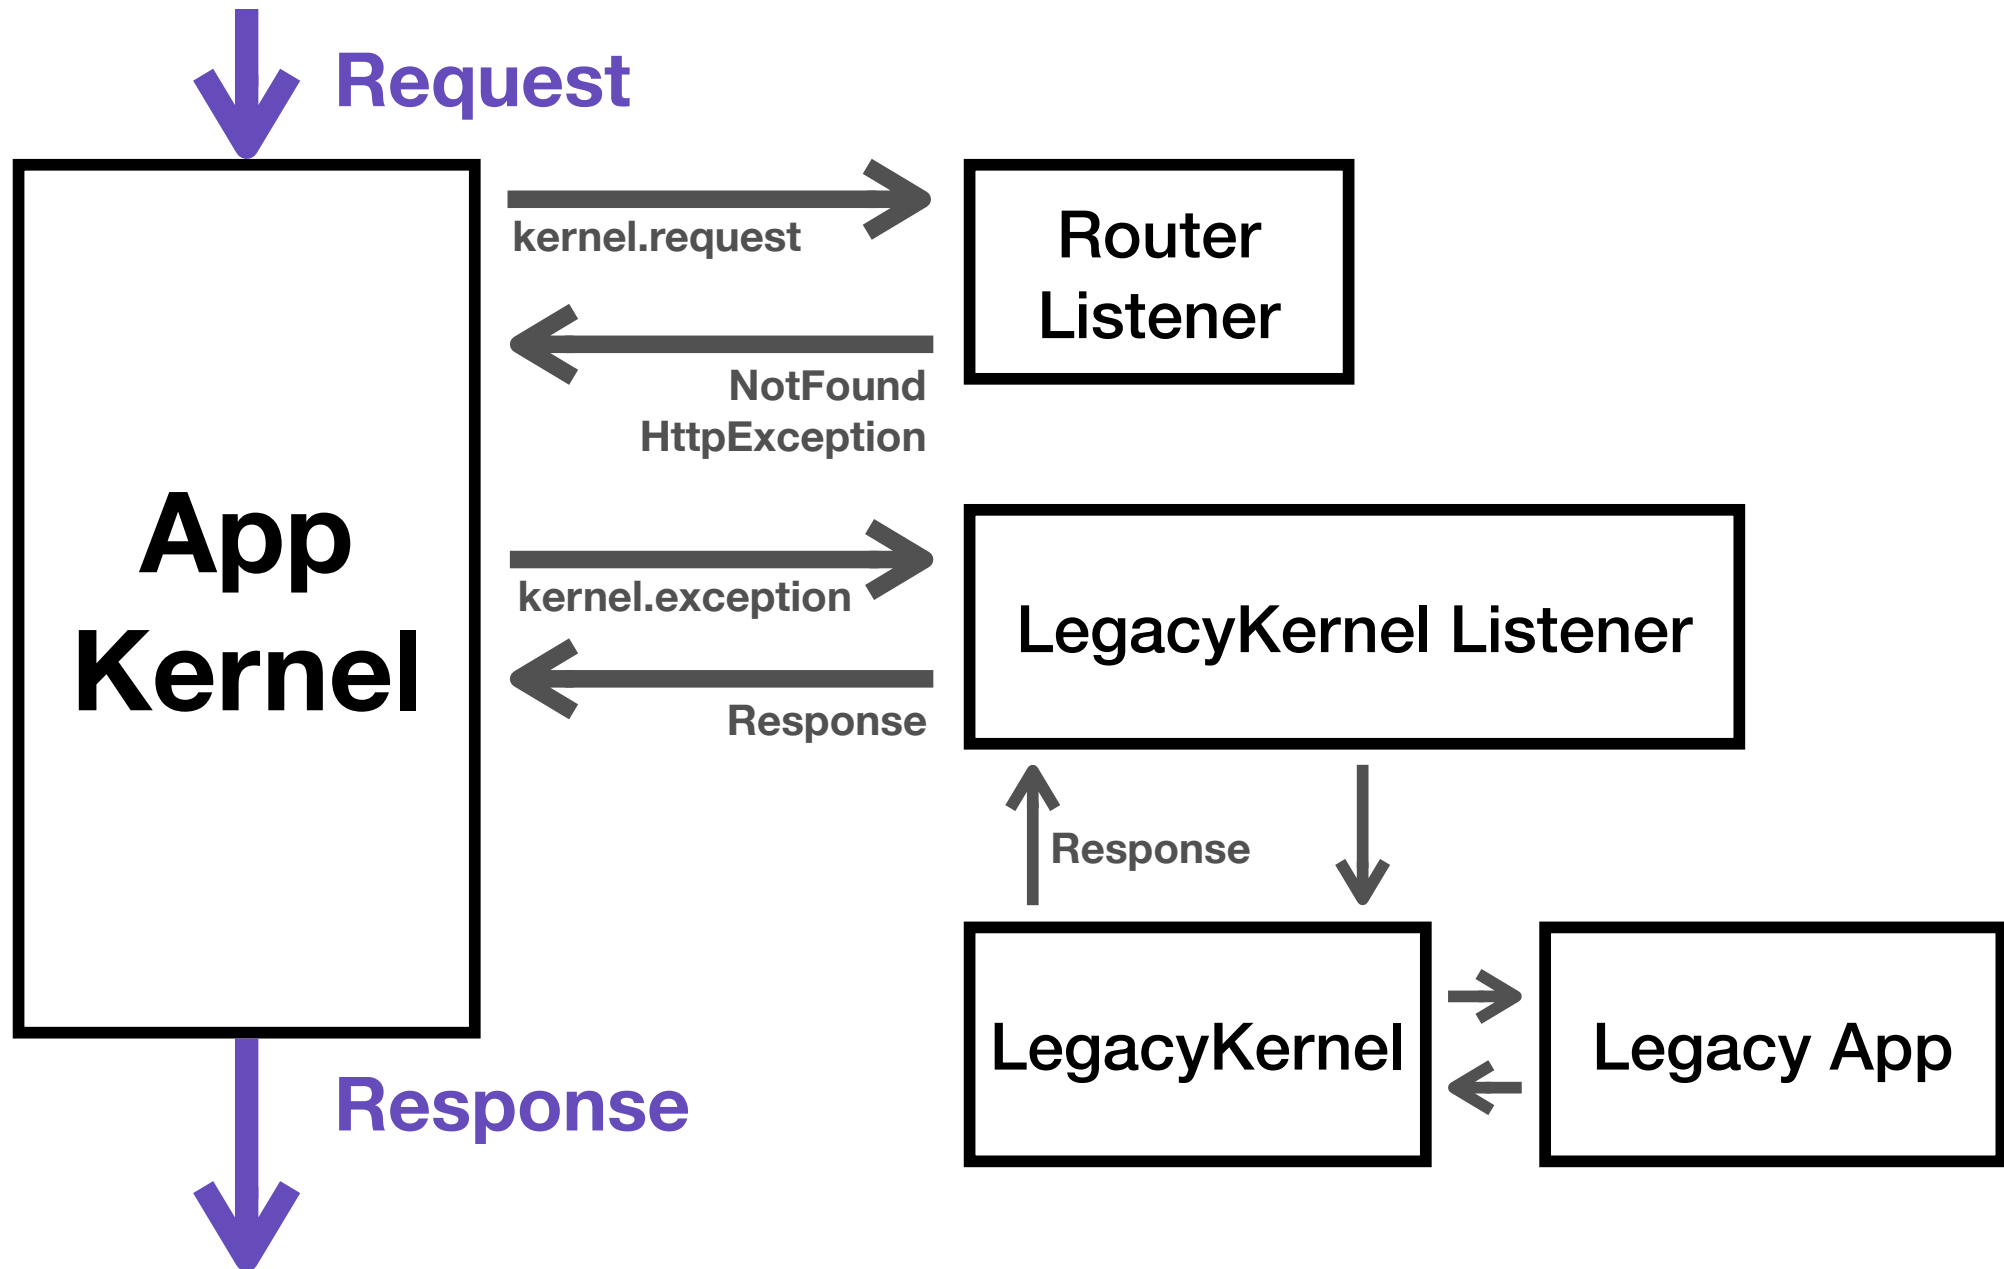 Request
kernel.request
Router
Listener
NotFound
HttpException
App
Kernel
kernel.exception
LegacyKernel Listener
Response
Response
LegacyKernel
Legacy App
Response